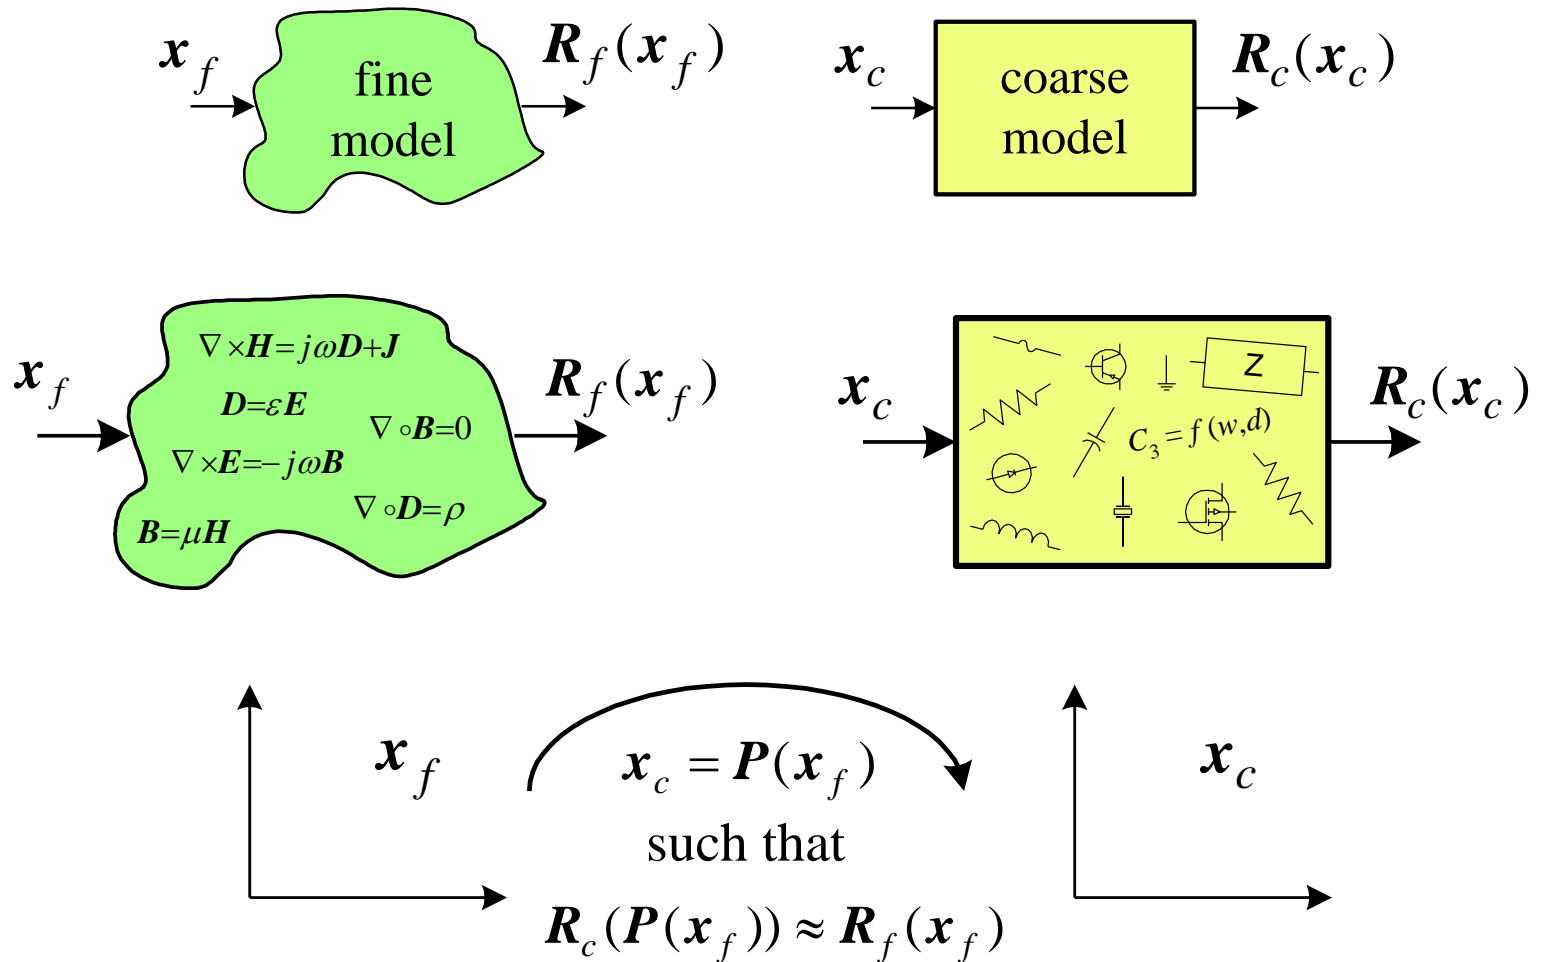 x_f
fine
model
R_f(x_f)
x_c
coarse
model
R_c(x_c)
x_f
∇×H=jωD+J
D=εE
∇∘B=0
∇×E=−jωB
∇∘D=ρ
B=μH
R_f(x_f)
x_c
Z
C_3=f(w,d)
R_c(x_c)
x_f
x_c = P(x_f)
such that
R_c(P(x_f)) ≈ R_f(x_f)
x_c